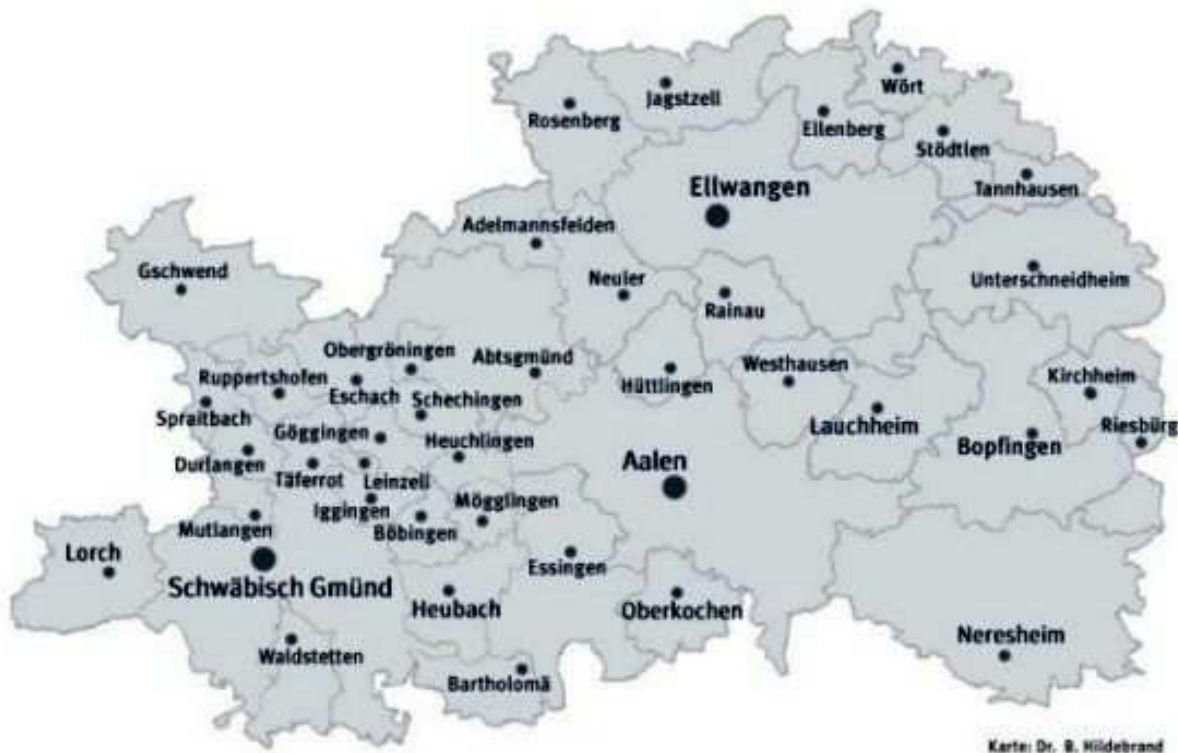 Wört
Jagstzell
Rosenberg
Ellenberg
Stödtlen
Tannhausen
Ellwangen
Adelmannsfelden
Gschwend
Neuler
Unterschneidheim
Rainau
Obergröningen
Abtsgmünd
Ruppertshofen
Eschach
Hüttlingen
Westhausen
Kirchheim
Spraitbach
Schechingen
Lauchheim
Riesbürg
Göggingen
Heuchlingen
Bopfingen
Durlangen
Täferrot
Leinzell
Aalen
Iggingen
Mögglingen
Mutlangen
Böbingen
Lorch
Essingen
Schwäbisch Gmünd
Heubach
Oberkochen
Neresheim
Waldstetten
Bartholomä
Karte: Dr. B. Hildebrand